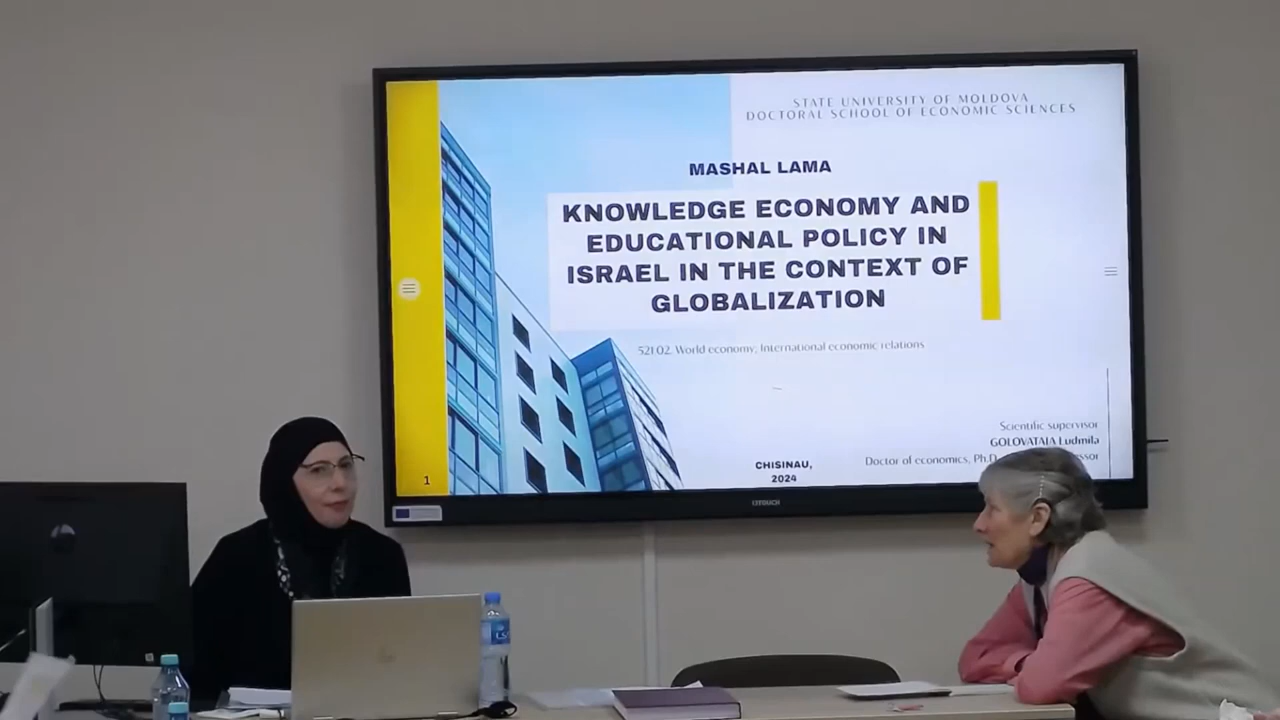 STATE UNIVERSITY OF MOLDOVA
DOCTORAL SCHOOL OF ECONOMIC SCIENCES
MASHAL LAMA
KNOWLEDGE ECONOMY AND
EDUCATIONAL POLICY IN
ISRAEL IN THE CONTEXT OF
GLOBALIZATION
521.02. World economy; International economic relations
Scientific supervisor
GOLOVATAIA Ludmila
Doctor of economics, Ph.D.
CHISINAU,
2024
1